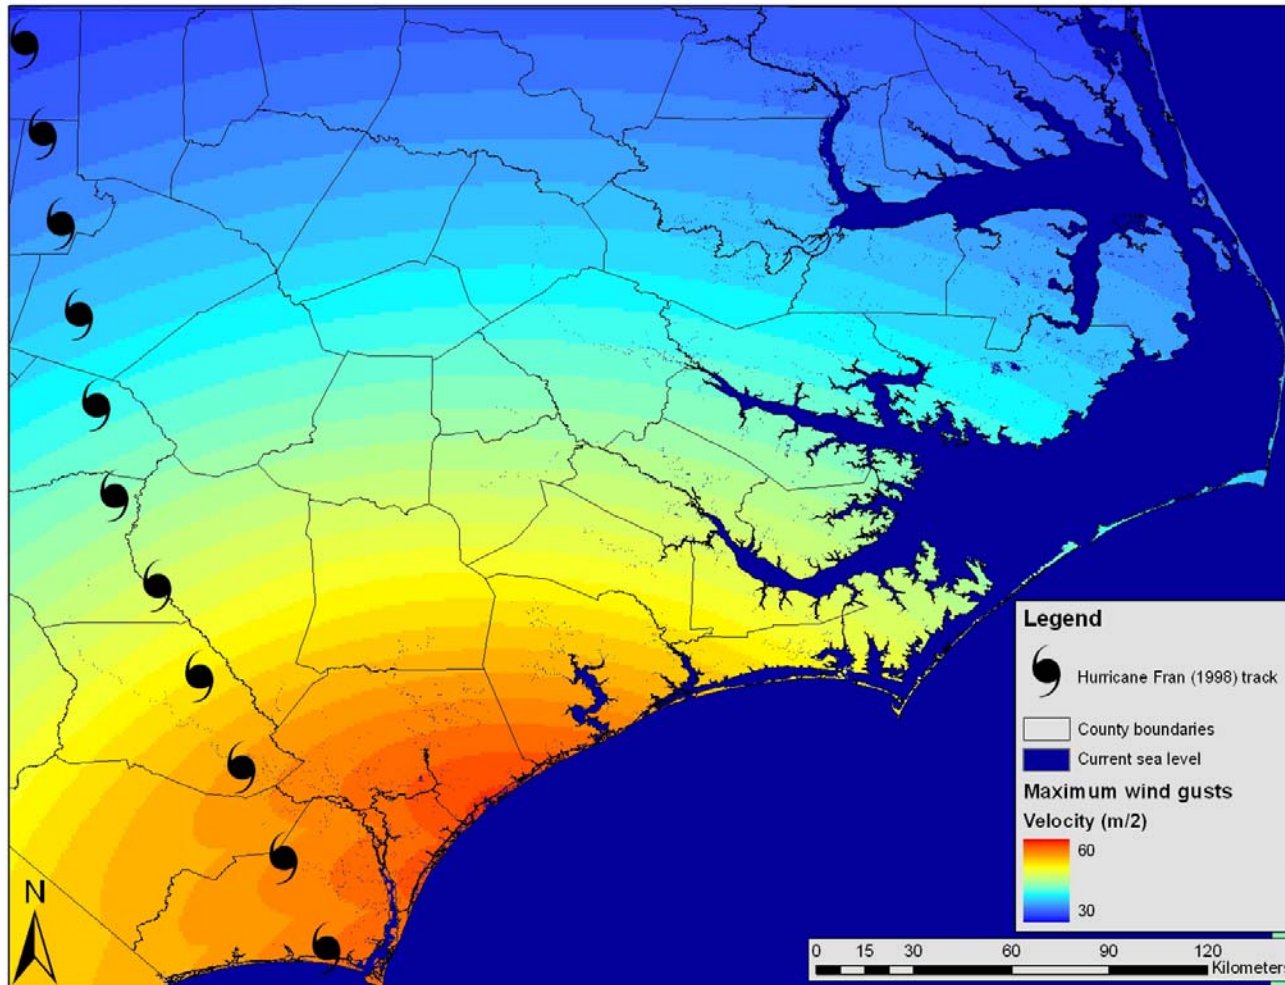 N
Legend
Hurricane Fran (1998) track
County boundaries
Current sea level
Maximum wind gusts
Velocity (m/2)
60
30
0 15 30 60 90 120
Kilometers